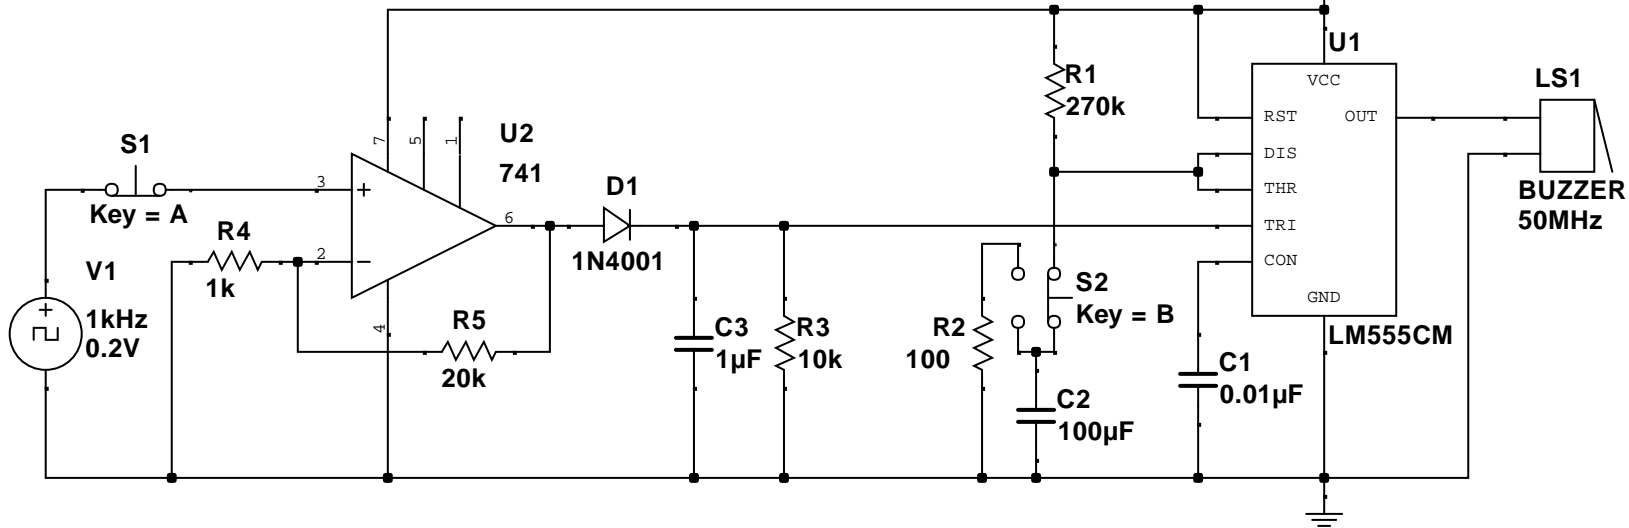 S1
Key = A
R4
1k
V1
1kHz
0.2V
3
2
7
5
1
6
4
U2
741
R5
20k
D1
1N4001
C3
1µF
R3
10k
R1
270k
R2
100
S2
Key = B
C2
100µF
C1
0.01µF
U1
VCC
RST
OUT
DIS
THR
TRI
CON
GND
LM555CM
LS1
BUZZER
50MHz